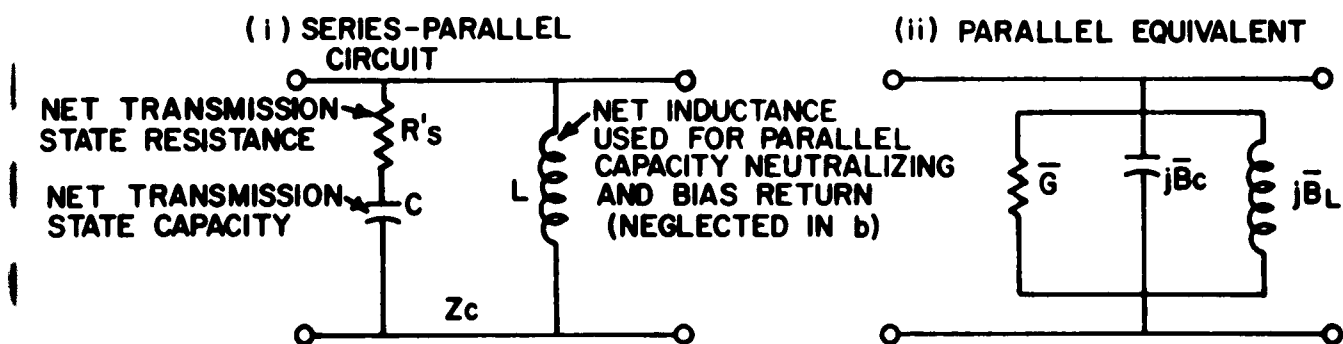 (i) SERIES-PARALLEL
CIRCUIT
NET TRANSMISSION
STATE RESISTANCE
R's
NET TRANSMISSION
STATE CAPACITY
C
L
NET INDUCTANCE
USED FOR PARALLEL
CAPACITY NEUTRALIZING
AND BIAS RETURN
(NEGLECTED IN b)
Zc
(ii) PARALLEL EQUIVALENT
G̅
jB̅c
jB̅L